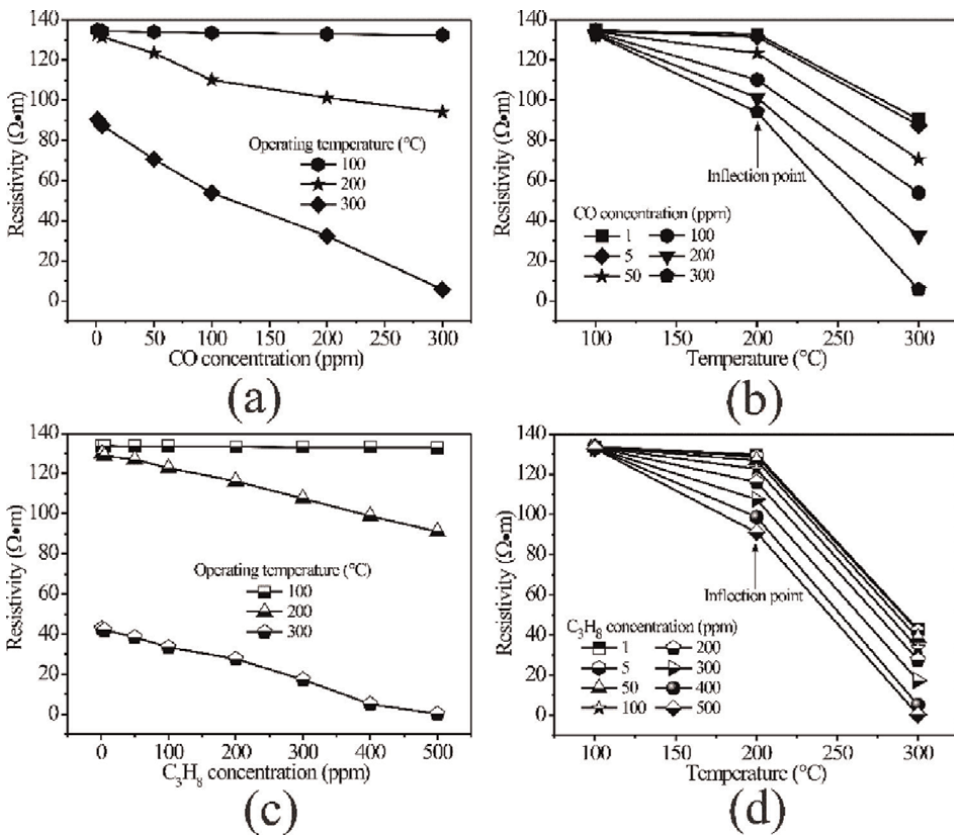 140
120
100
80
60
40
20
0
Resistivity (Ω•m)
Operating temperature (°C)
100
200
300
0 50 100 150 200 250 300
CO concentration (ppm)
(a)
140
120
100
80
60
40
20
0
Resistivity (Ω•m)
Inflection point
CO concentration (ppm)
1 100
5 200
50 300
100 150 200 250 300
Temperature (°C)
(b)
140
120
100
80
60
40
20
0
Resistivity (Ω•m)
Operating temperature (°C)
100
200
300
0 100 200 300 400 500
C₃H₈ concentration (ppm)
(c)
140
120
100
80
60
40
20
0
Resistivity (Ω•m)
Inflection point
C₃H₈ concentration (ppm)
1 200
5 300
50 400
100 500
100 150 200 250 300
Temperature (°C)
(d)